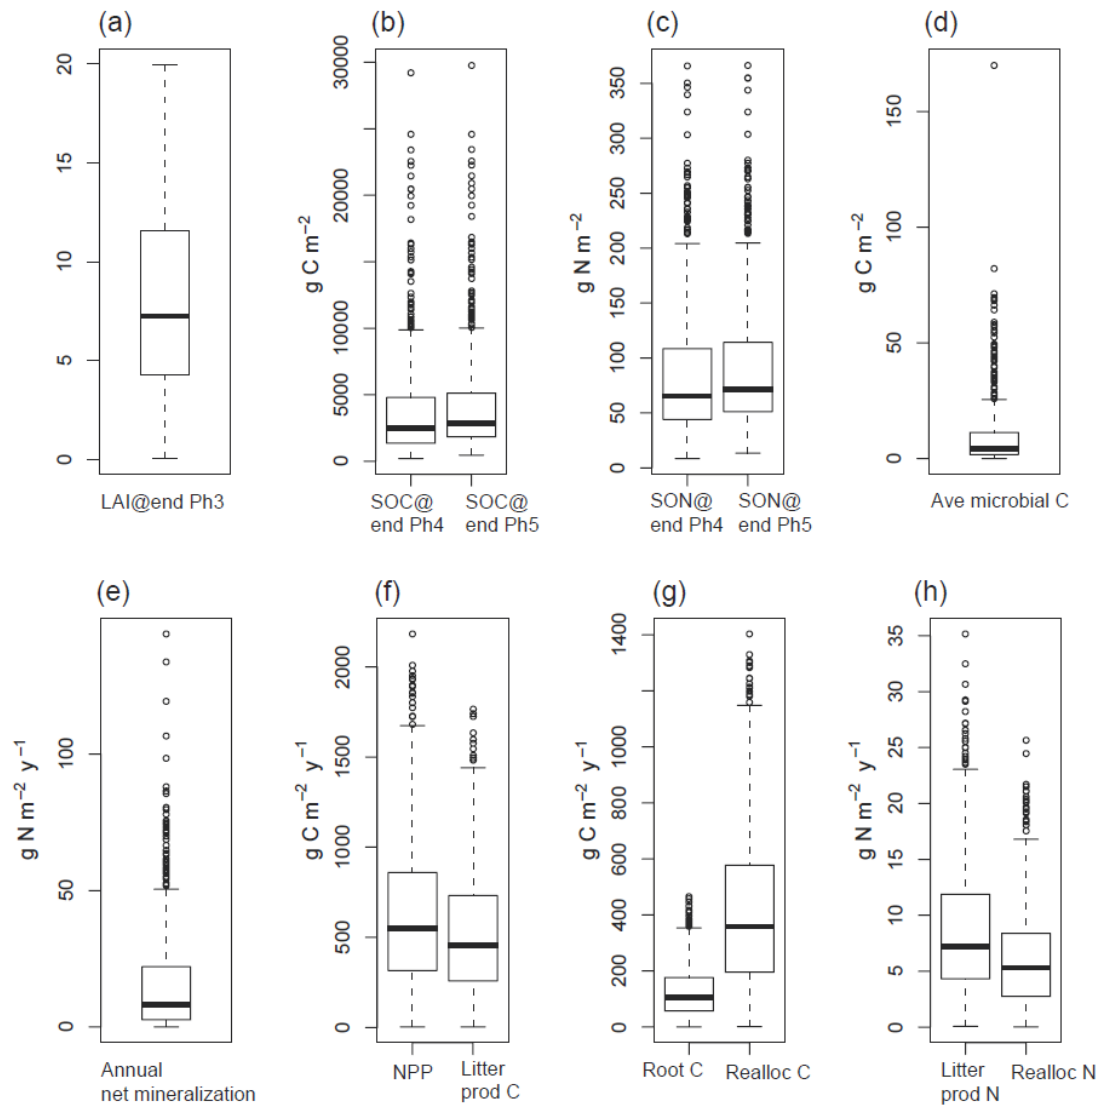 (a)
20
15
10
5
0
LAI@end Ph3
(b)
30000
20000
10000
5000
0
g C m−2
SOC@
end Ph4
SOC@
end Ph5
(c)
350
300
250
200
150
100
50
0
g N m−2
SON@
end Ph4
SON@
end Ph5
(d)
150
100
50
0
g C m−2
Ave microbial C
(e)
100
50
0
g N m−2 y−1
Annual
net mineralization
(f)
2000
1500
1000
500
0
g C m−2 y−1
NPP
Litter
prod C
(g)
1400
1000
800
600
400
200
0
g C m−2 y−1
Root C
Realloc C
(h)
35
30
25
20
15
10
5
0
g N m−2 y−1
Litter
prod N
Realloc N